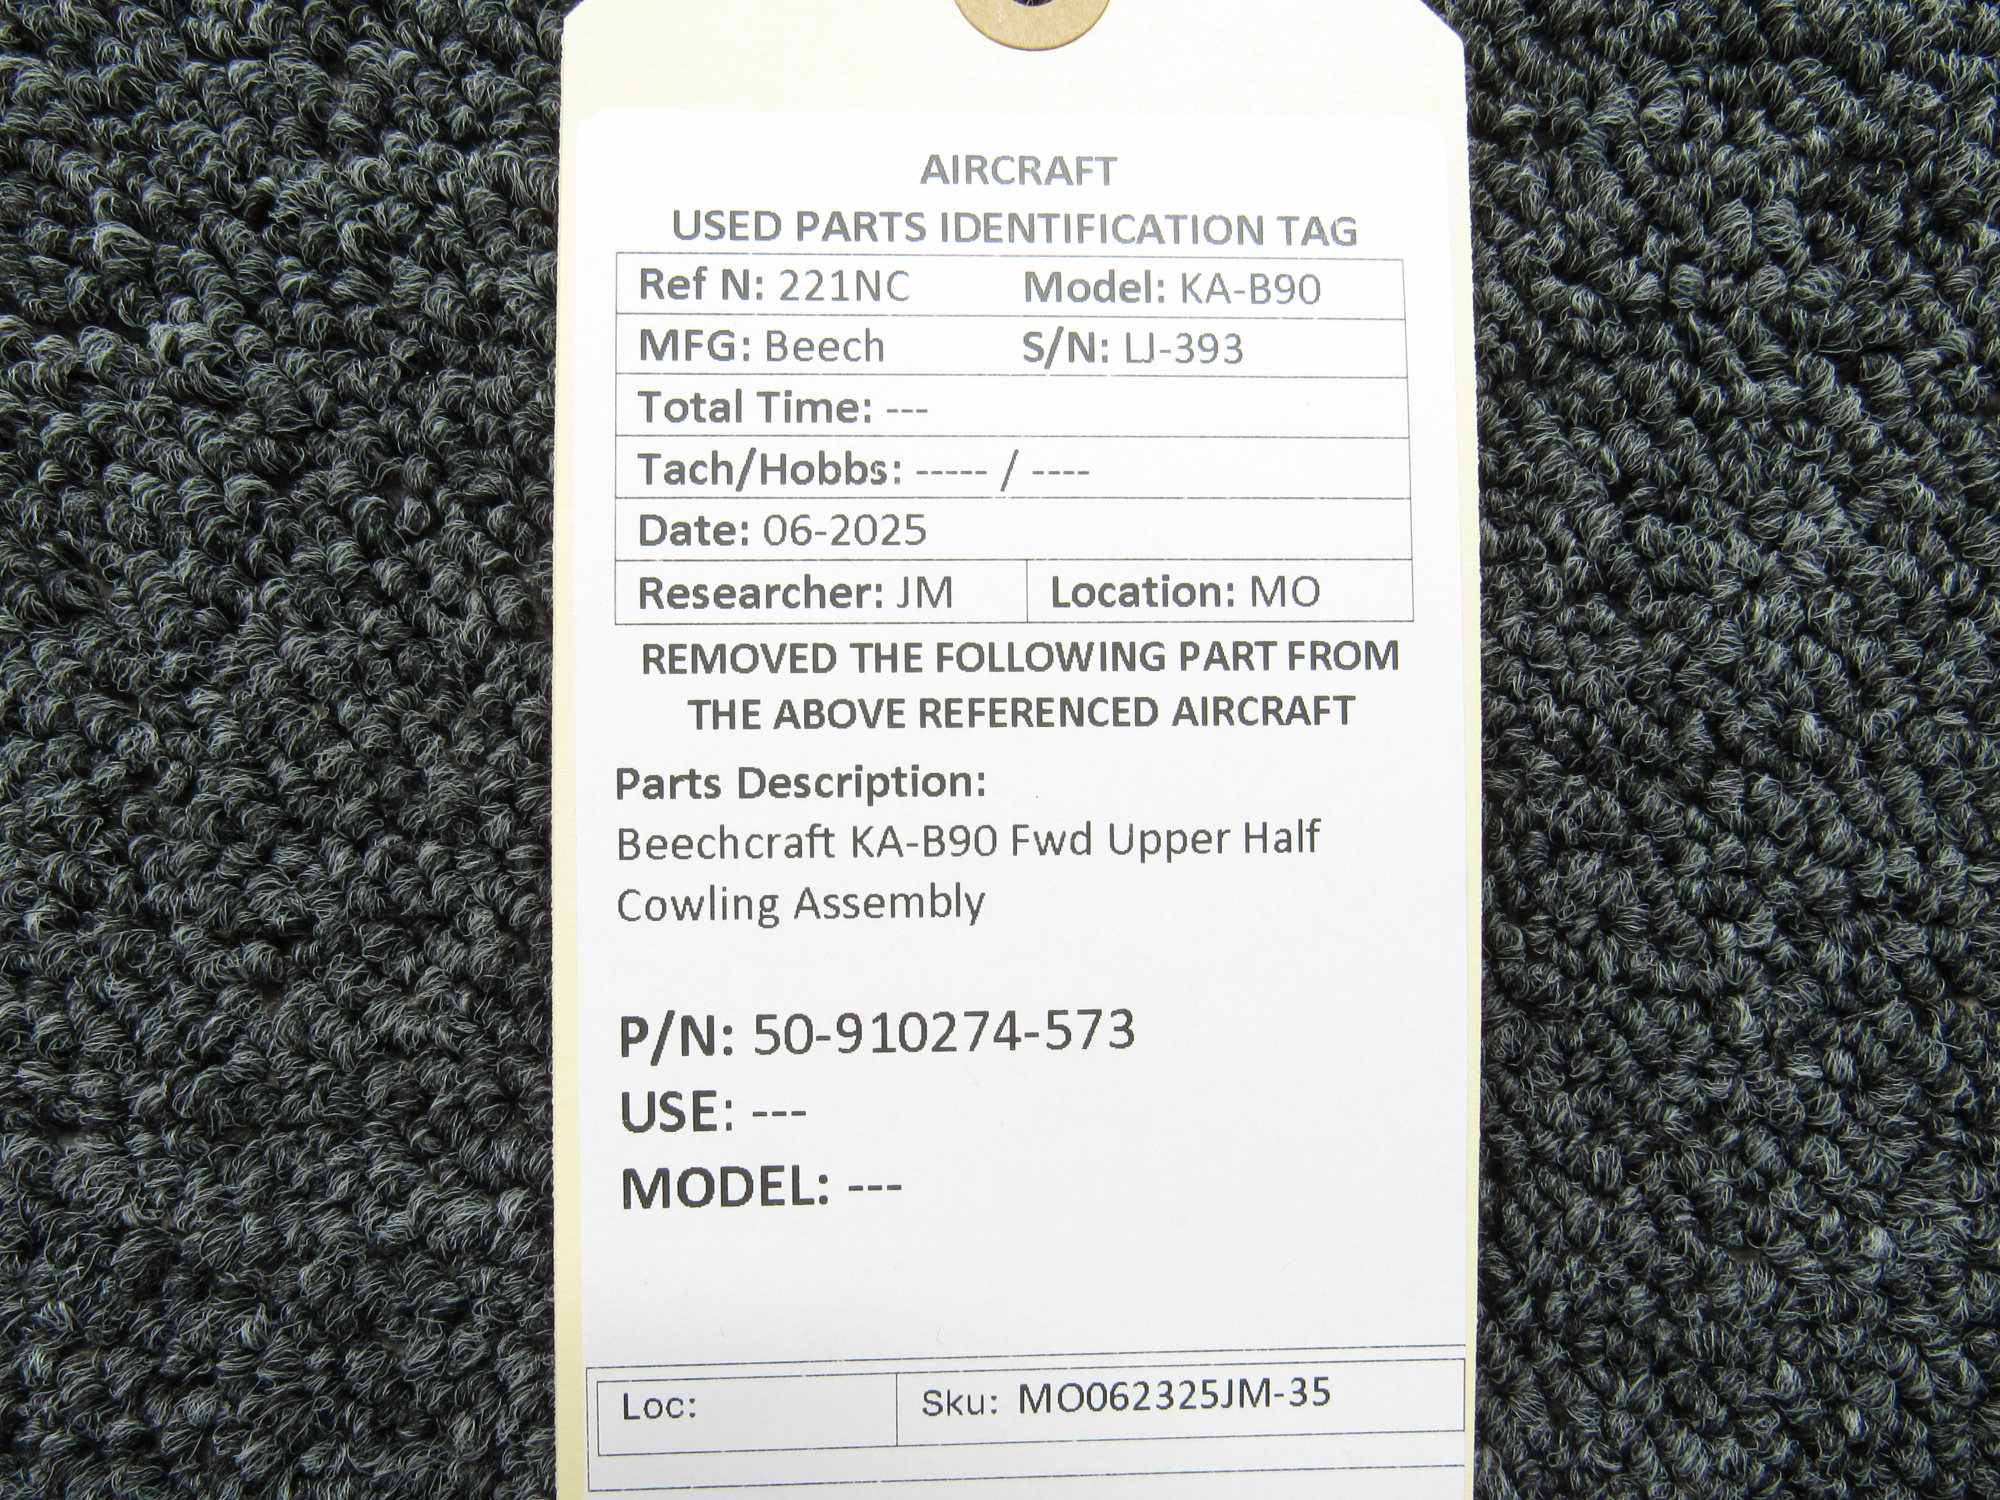 AIRCRAFT
USED PARTS IDENTIFICATION TAG
Ref N: 221NC Model: KA-B90
MFG: Beech S/N: LJ-393
Total Time: ---
Tach/Hobbs: ----- / ----
Date: 06-2025
Researcher: JM Location: MO
REMOVED THE FOLLOWING PART FROM
THE ABOVE REFERENCED AIRCRAFT
Parts Description:
Beechcraft KA-B90 Fwd Upper Half
Cowling Assembly
P/N: 50-910274-573
USE: ---
MODEL: ---
Loc: Sku: MO062325JM-35